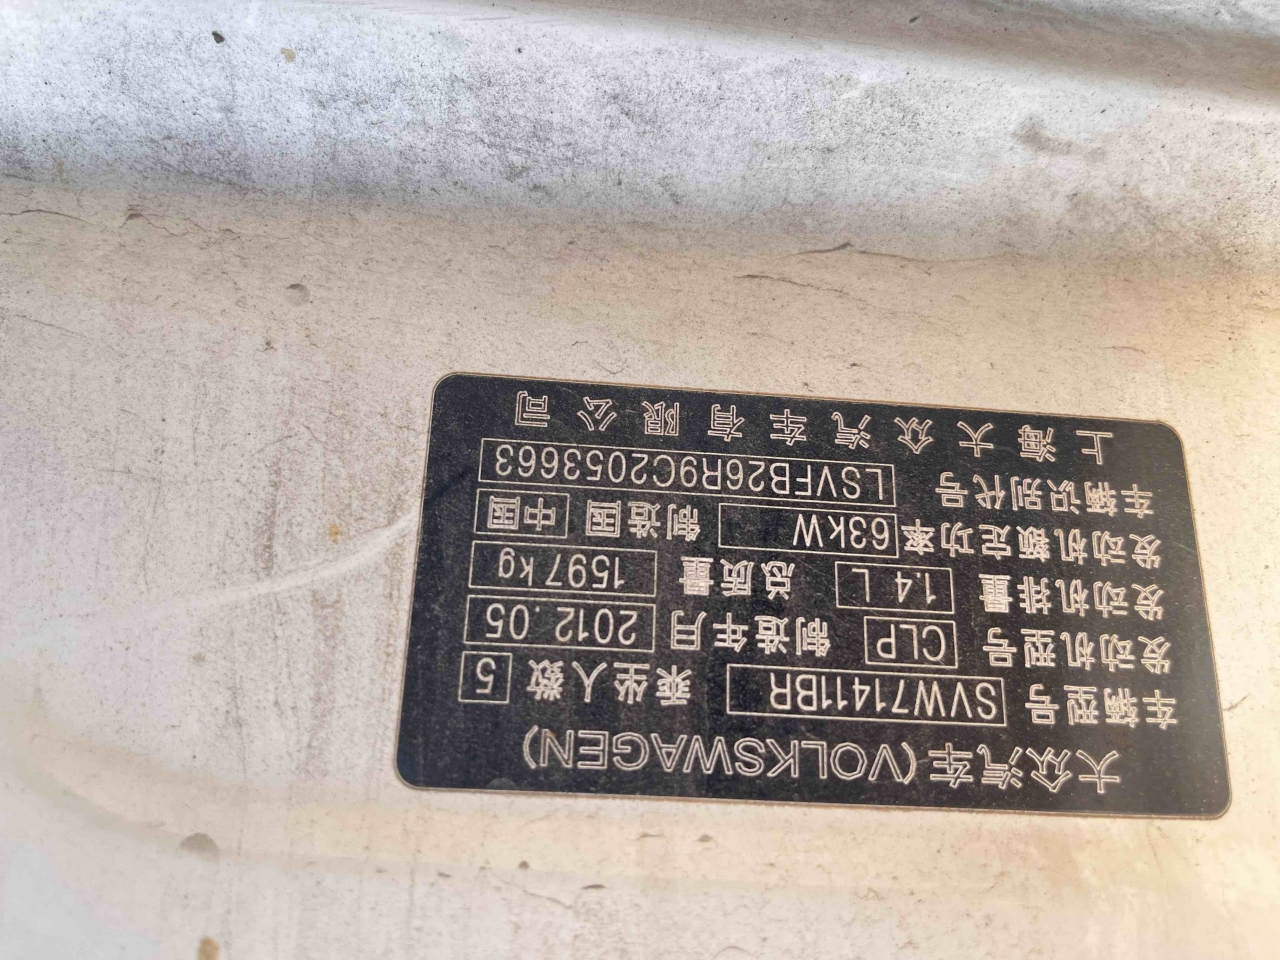 大众汽车(VOLKSWAGEN)
车辆型号 SVW71411BR 乘坐人数 5
发动机型号 CLP 制造年月 2012.05
发动机排量 1.4 L 总质量 1597kg
发动机额定功率 63kW 制造国 中国
车辆识别代号 LSVFB26R9C2053663
上海大众汽车有限公司